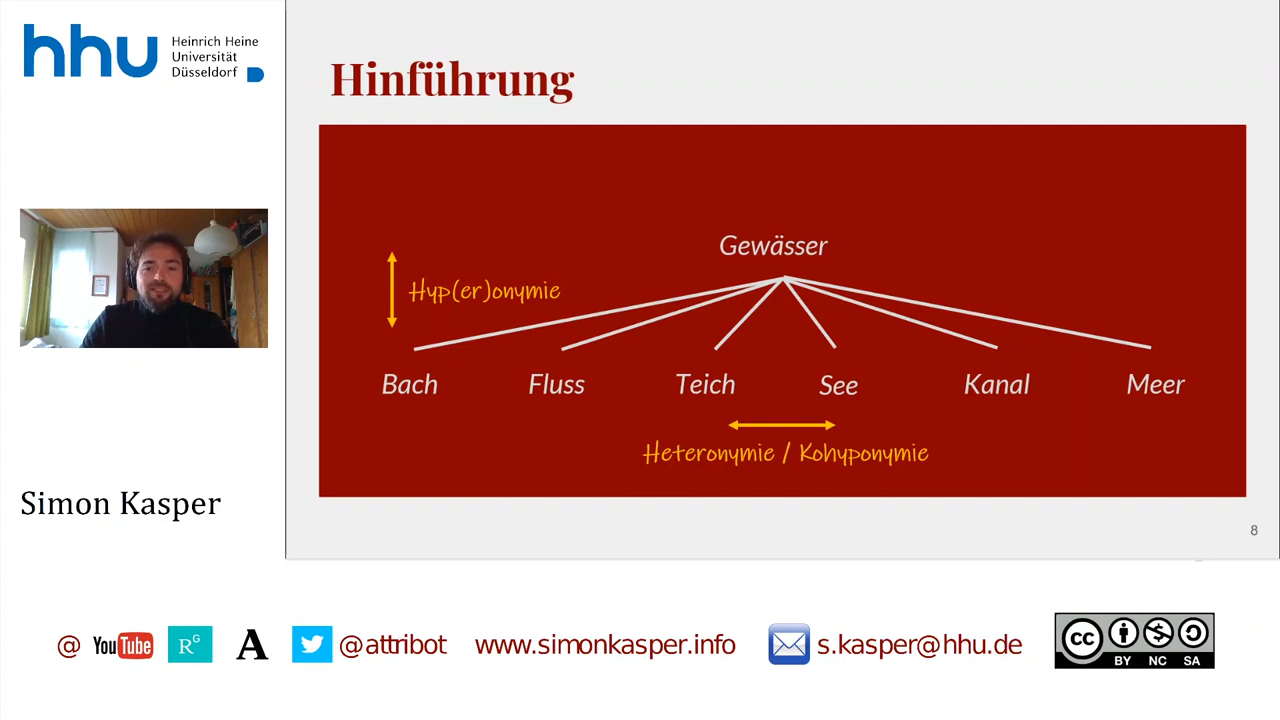 hhu
Heinrich Heine
Universität
Düsseldorf
Hinführung
Gewässer
Hyp(er)onymie
Bach Fluss Teich See Kanal Meer
Heteronymie / Kohyponymie
8
Simon Kasper
@ YouTube RG A @attribot www.simonkasper.info s.kasper@hhu.de
cc BY NC SA